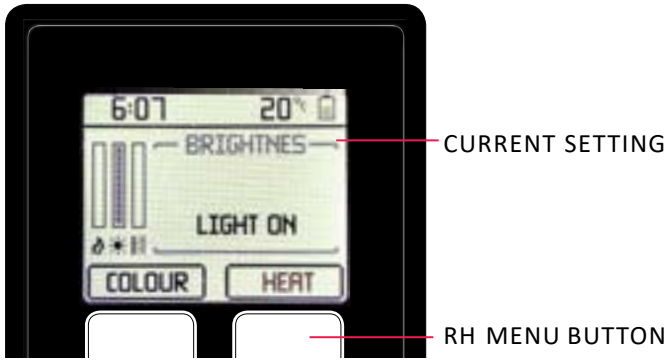 6:07 20°c
BRIGHTNES
CURRENT SETTING
LIGHT ON
COLOUR HEAT
RH MENU BUTTON